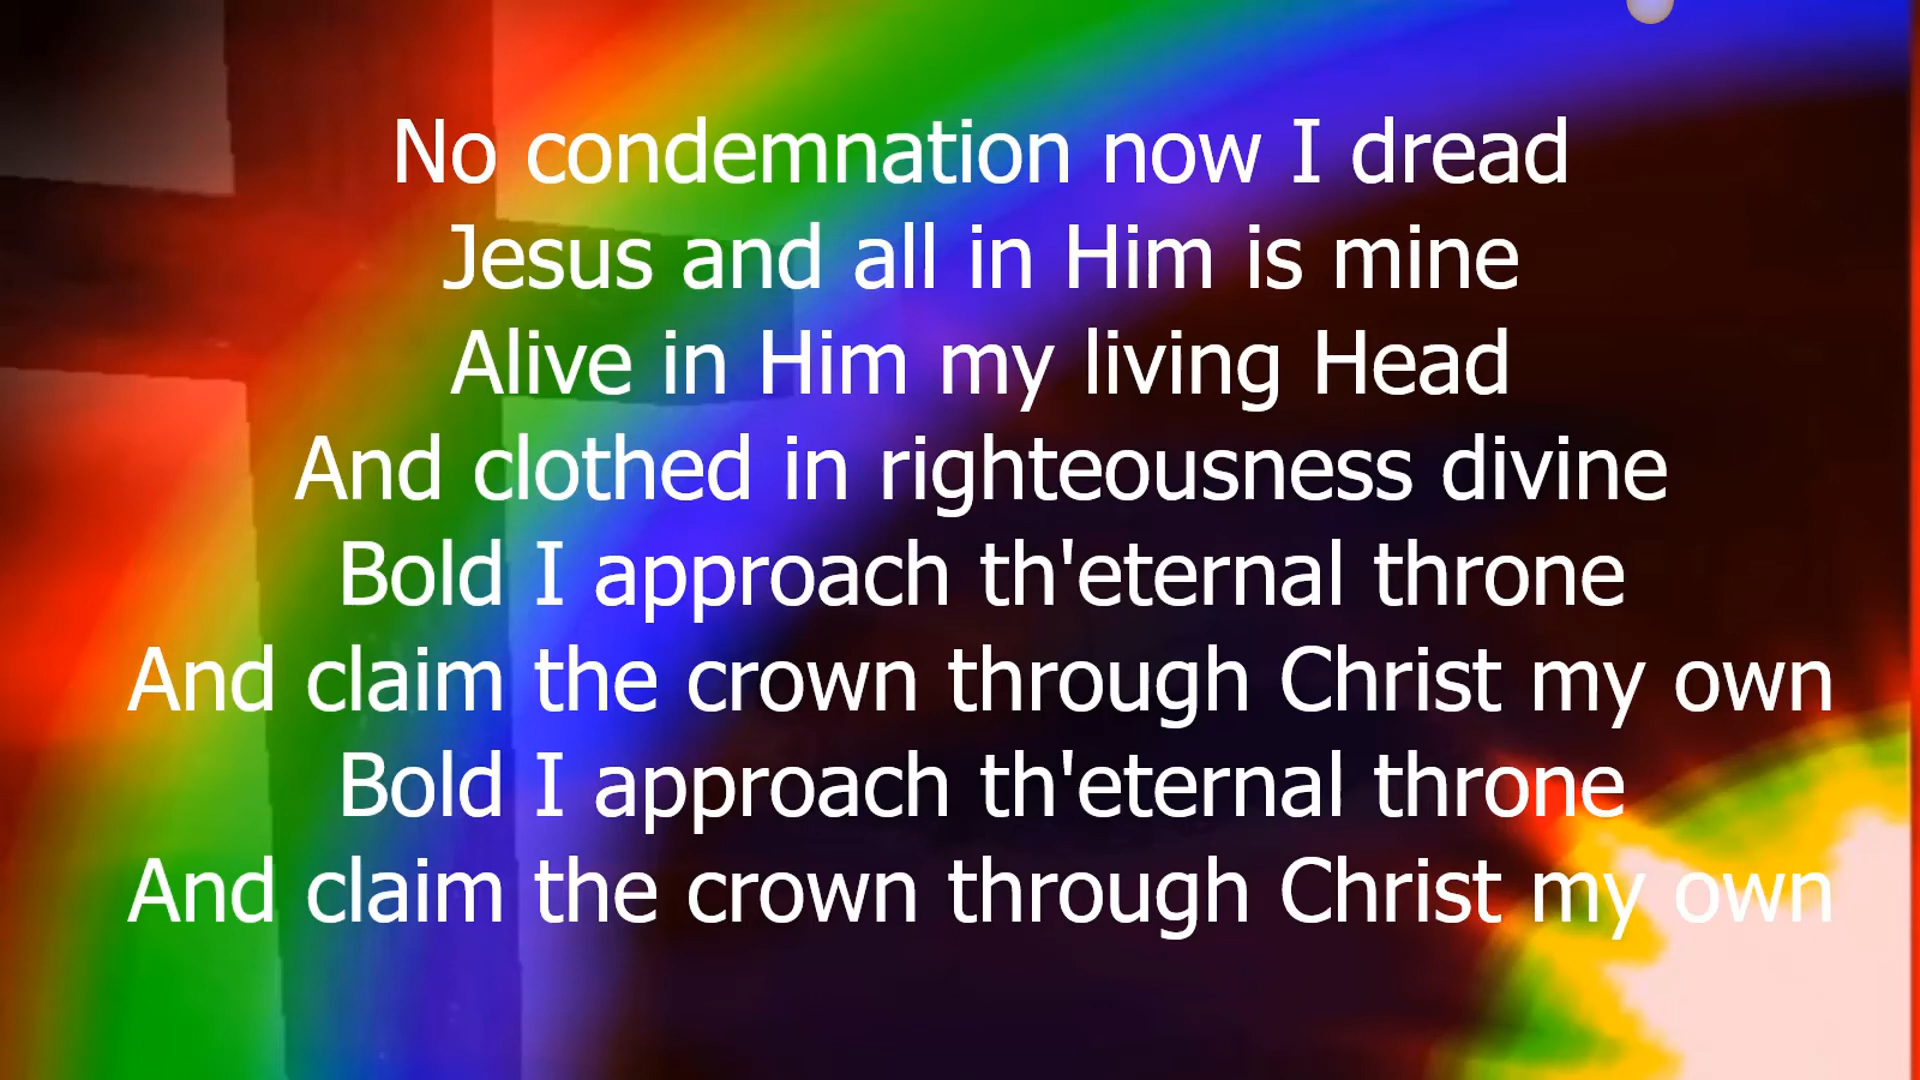 No condemnation now I dread
Jesus and all in Him is mine
Alive in Him my living Head
And clothed in righteousness divine
Bold I approach th'eternal throne
And claim the crown through Christ my own
Bold I approach th'eternal throne
And claim the crown through Christ my own